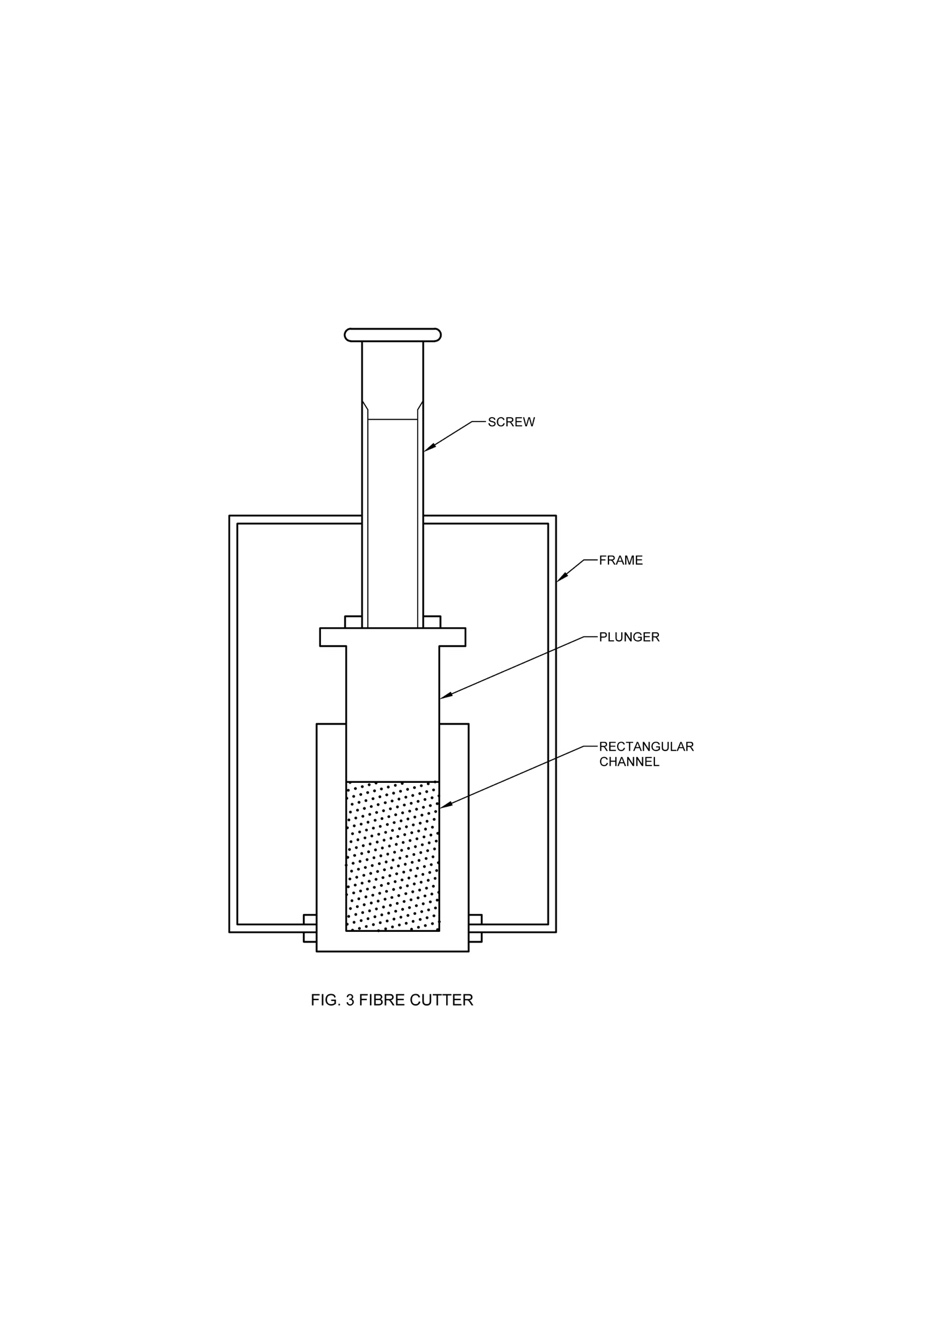 SCREW
FRAME
PLUNGER
RECTANGULAR
CHANNEL
FIG. 3 FIBRE CUTTER